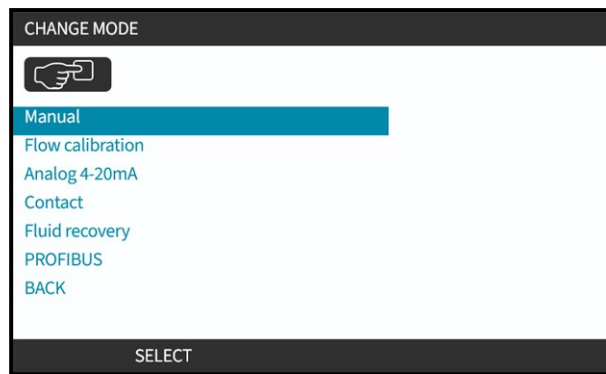 CHANGE MODE
Manual
Flow calibration
Analog 4-20mA
Contact
Fluid recovery
PROFIBUS
BACK
SELECT